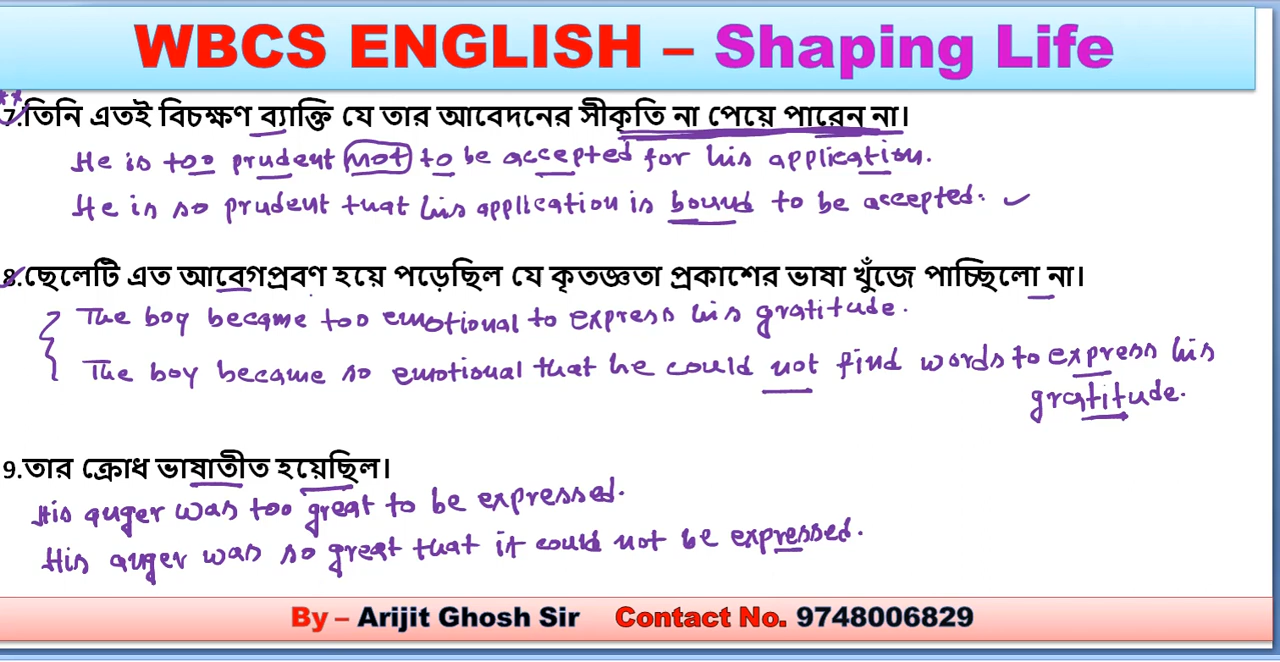 WBCS ENGLISH – Shaping Life
7.তিনি এতই বিচক্ষণ ব্যাক্তি যে তার আবেদনের সীকৃতি না পেয়ে পারেন না।
He is too prudent not to be accepted for his application.
He is so prudent that his application is bound to be accepted.
8.ছেলেটি এত আবেগপ্রবণ হয়ে পড়েছিল যে কৃতজ্ঞতা প্রকাশের ভাষা খুঁজে পাচ্ছিলো না।
The boy became too emotional to express his gratitude.
The boy became so emotional that he could not find words to express his
gratitude.
9.তার ক্রোধ ভাষাতীত হয়েছিল।
His anger was too great to be expressed.
His anger was so great that it could not be expressed.
By – Arijit Ghosh Sir Contact No. 9748006829